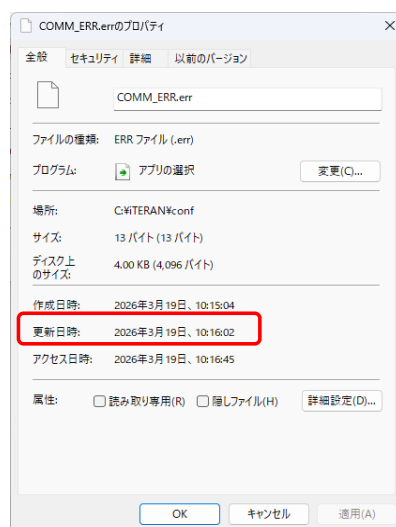 COMM_ERR.errのプロパティ
全般 セキュリティ 詳細 以前のバージョン
COMM_ERR.err
ファイルの種類: ERR ファイル (.err)
プログラム: アプリの選択 変更(C)...
場所: C:¥iTERAN¥conf
サイズ: 13 バイト (13 バイト)
ディスク上
のサイズ: 4.00 KB (4,096 バイト)
作成日時: 2026年3月19日、10:15:04
更新日時: 2026年3月19日、10:16:02
アクセス日時: 2026年3月19日、10:16:45
属性: 読み取り専用(R) 隠しファイル(H) 詳細設定(D)...
OK キャンセル 適用(A)